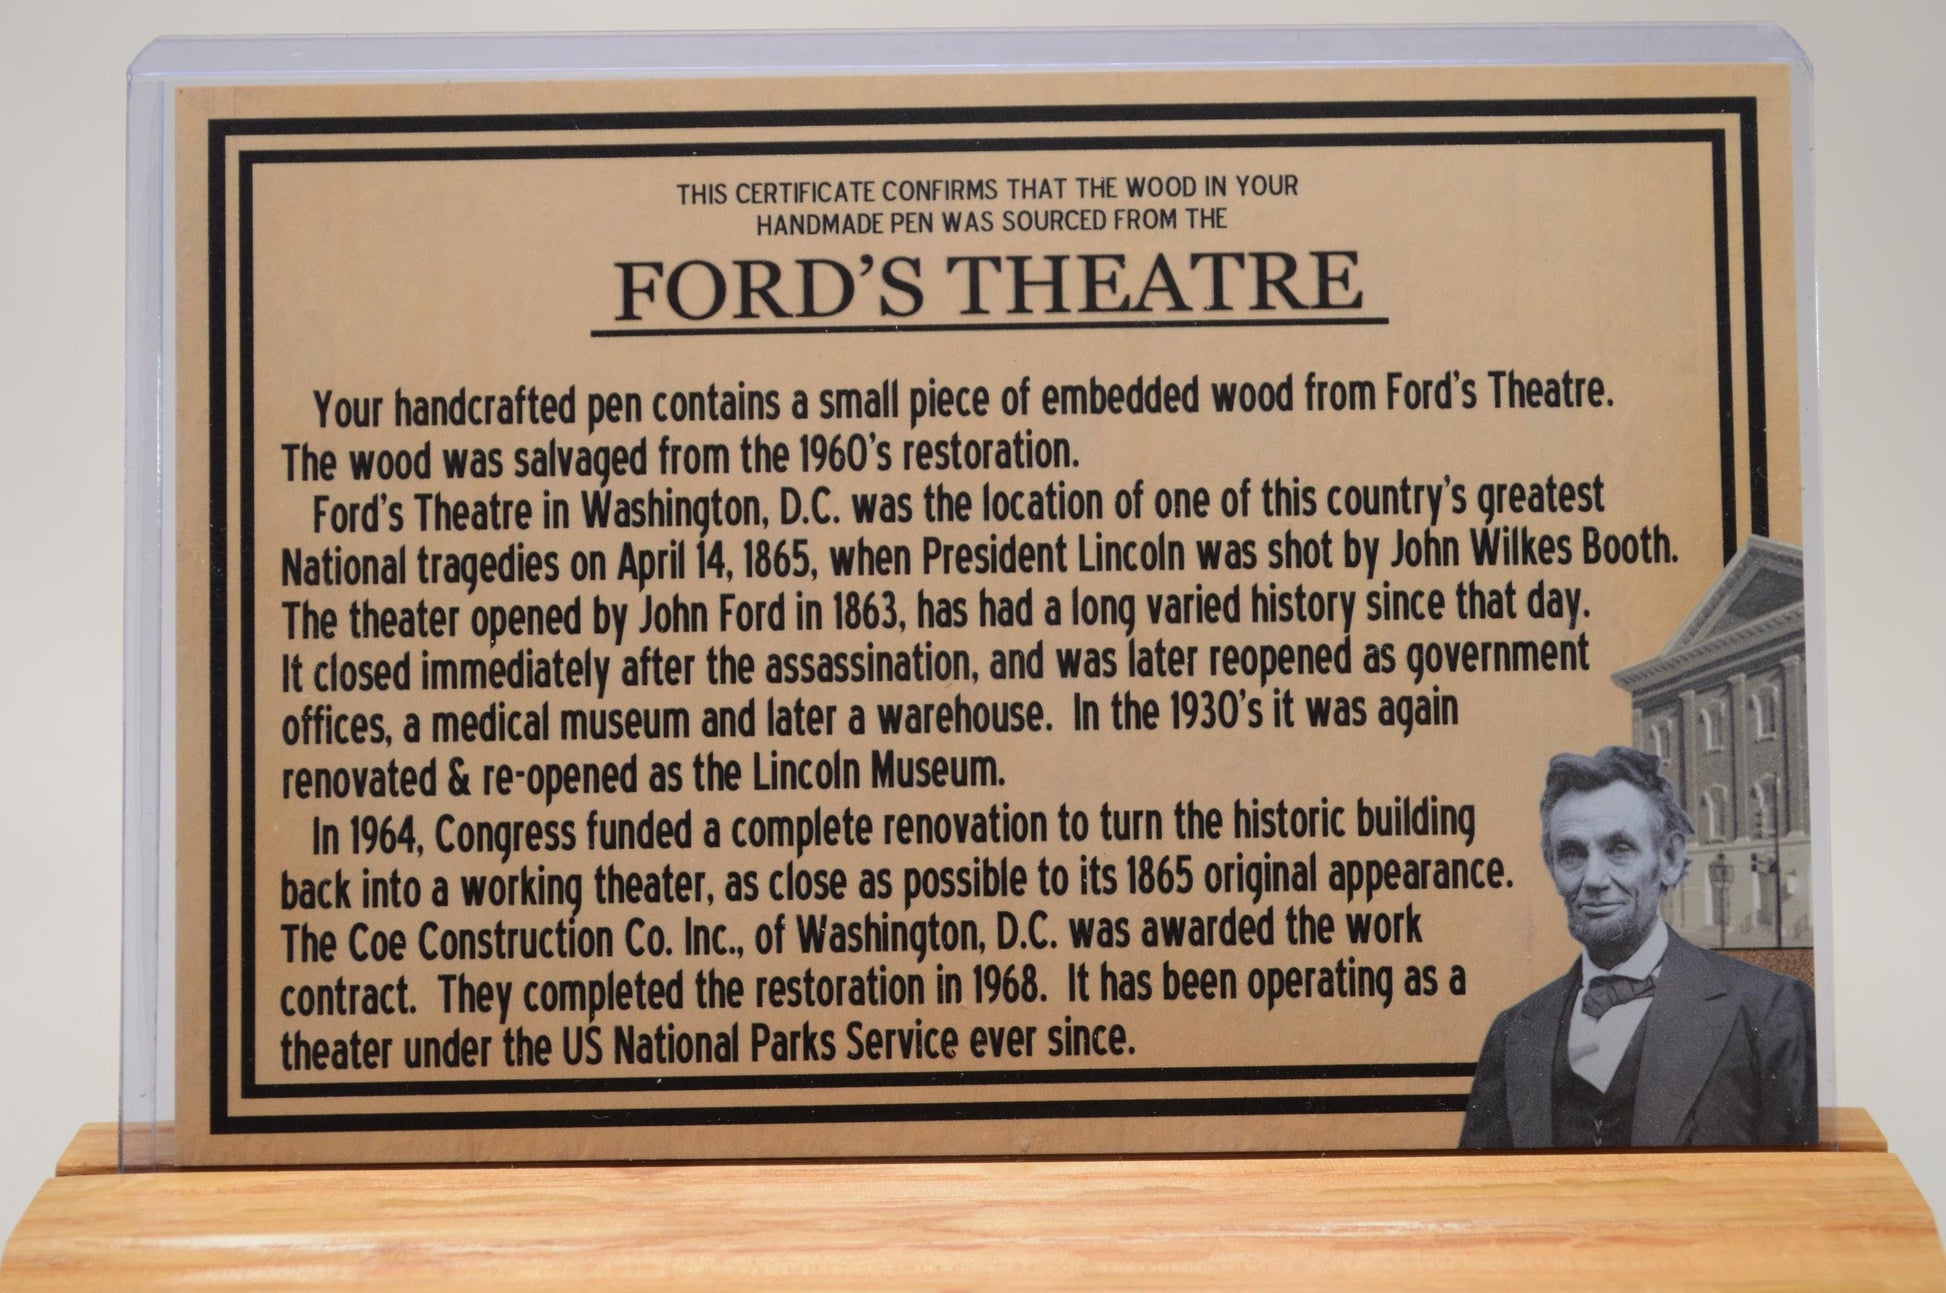 THIS CERTIFICATE CONFIRMS THAT THE WOOD IN YOUR
HANDMADE PEN WAS SOURCED FROM THE
FORD'S THEATRE
Your handcrafted pen contains a small piece of embedded wood from Ford's Theatre.
The wood was salvaged from the 1960's restoration.
Ford's Theatre in Washington, D.C. was the location of one of this country's greatest
National tragedies on April 14, 1865, when President Lincoln was shot by John Wilkes Booth.
The theater opened by John Ford in 1863, has had a long varied history since that day.
It closed immediately after the assassination, and was later reopened as government
offices, a medical museum and later a warehouse. In the 1930's it was again
renovated & re-opened as the Lincoln Museum.
In 1964, Congress funded a complete renovation to turn the historic building
back into a working theater, as close as possible to its 1865 original appearance.
The Coe Construction Co. Inc., of Washington, D.C. was awarded the work
contract. They completed the restoration in 1968. It has been operating as a
theater under the US National Parks Service ever since.